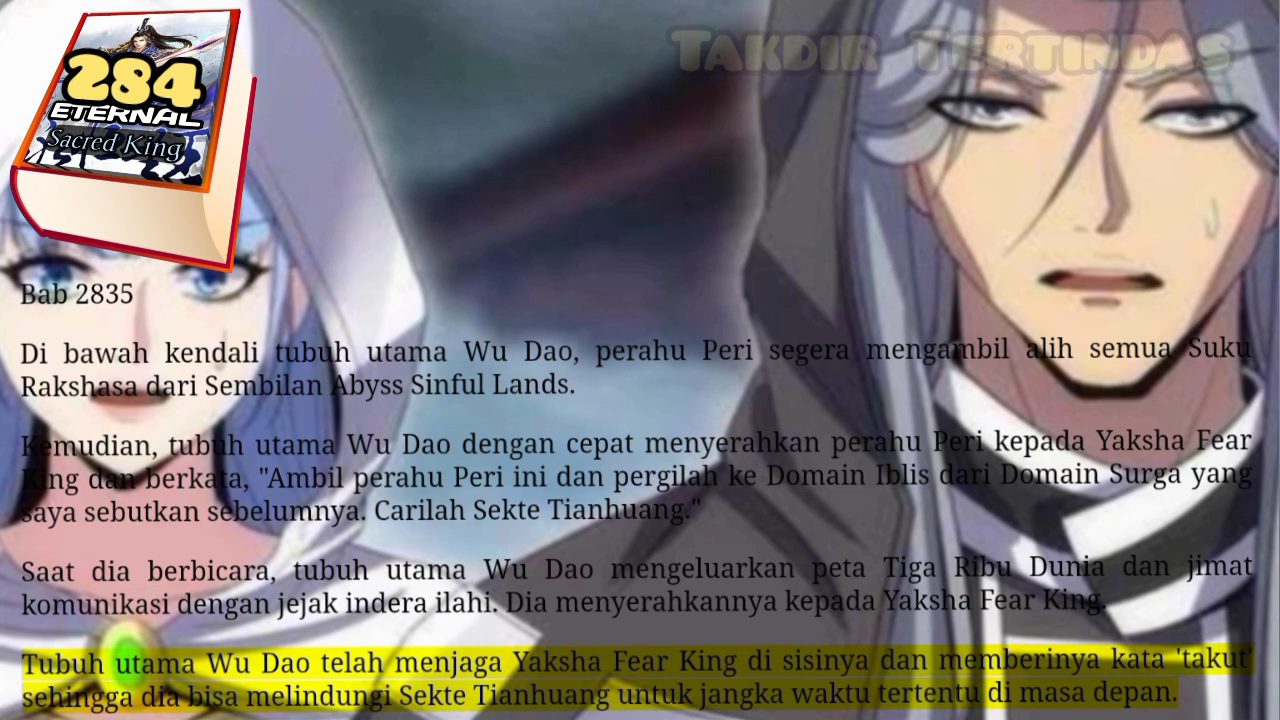 Takdir Tertindas
284
ETERNAL
Sacred King
Bab 2835
Di bawah kendali tubuh utama Wu Dao, perahu Peri segera mengambil alih semua Suku
Rakshasa dari Sembilan Abyss Sinful Lands.
Kemudian, tubuh utama Wu Dao dengan cepat menyerahkan perahu Peri kepada Yaksha Fear
King dan berkata, "Ambil perahu Peri ini dan pergilah ke Domain Iblis dari Domain Surga yang
saya sebutkan sebelumnya. Carilah Sekte Tianhuang."
Saat dia berbicara, tubuh utama Wu Dao mengeluarkan peta Tiga Ribu Dunia dan jimat
komunikasi dengan jejak indera ilahi. Dia menyerahkannya kepada Yaksha Fear King.
Tubuh utama Wu Dao telah menjaga Yaksha Fear King di sisinya dan memberinya kata 'takut'
sehingga dia bisa melindungi Sekte Tianhuang untuk jangka waktu tertentu di masa depan.